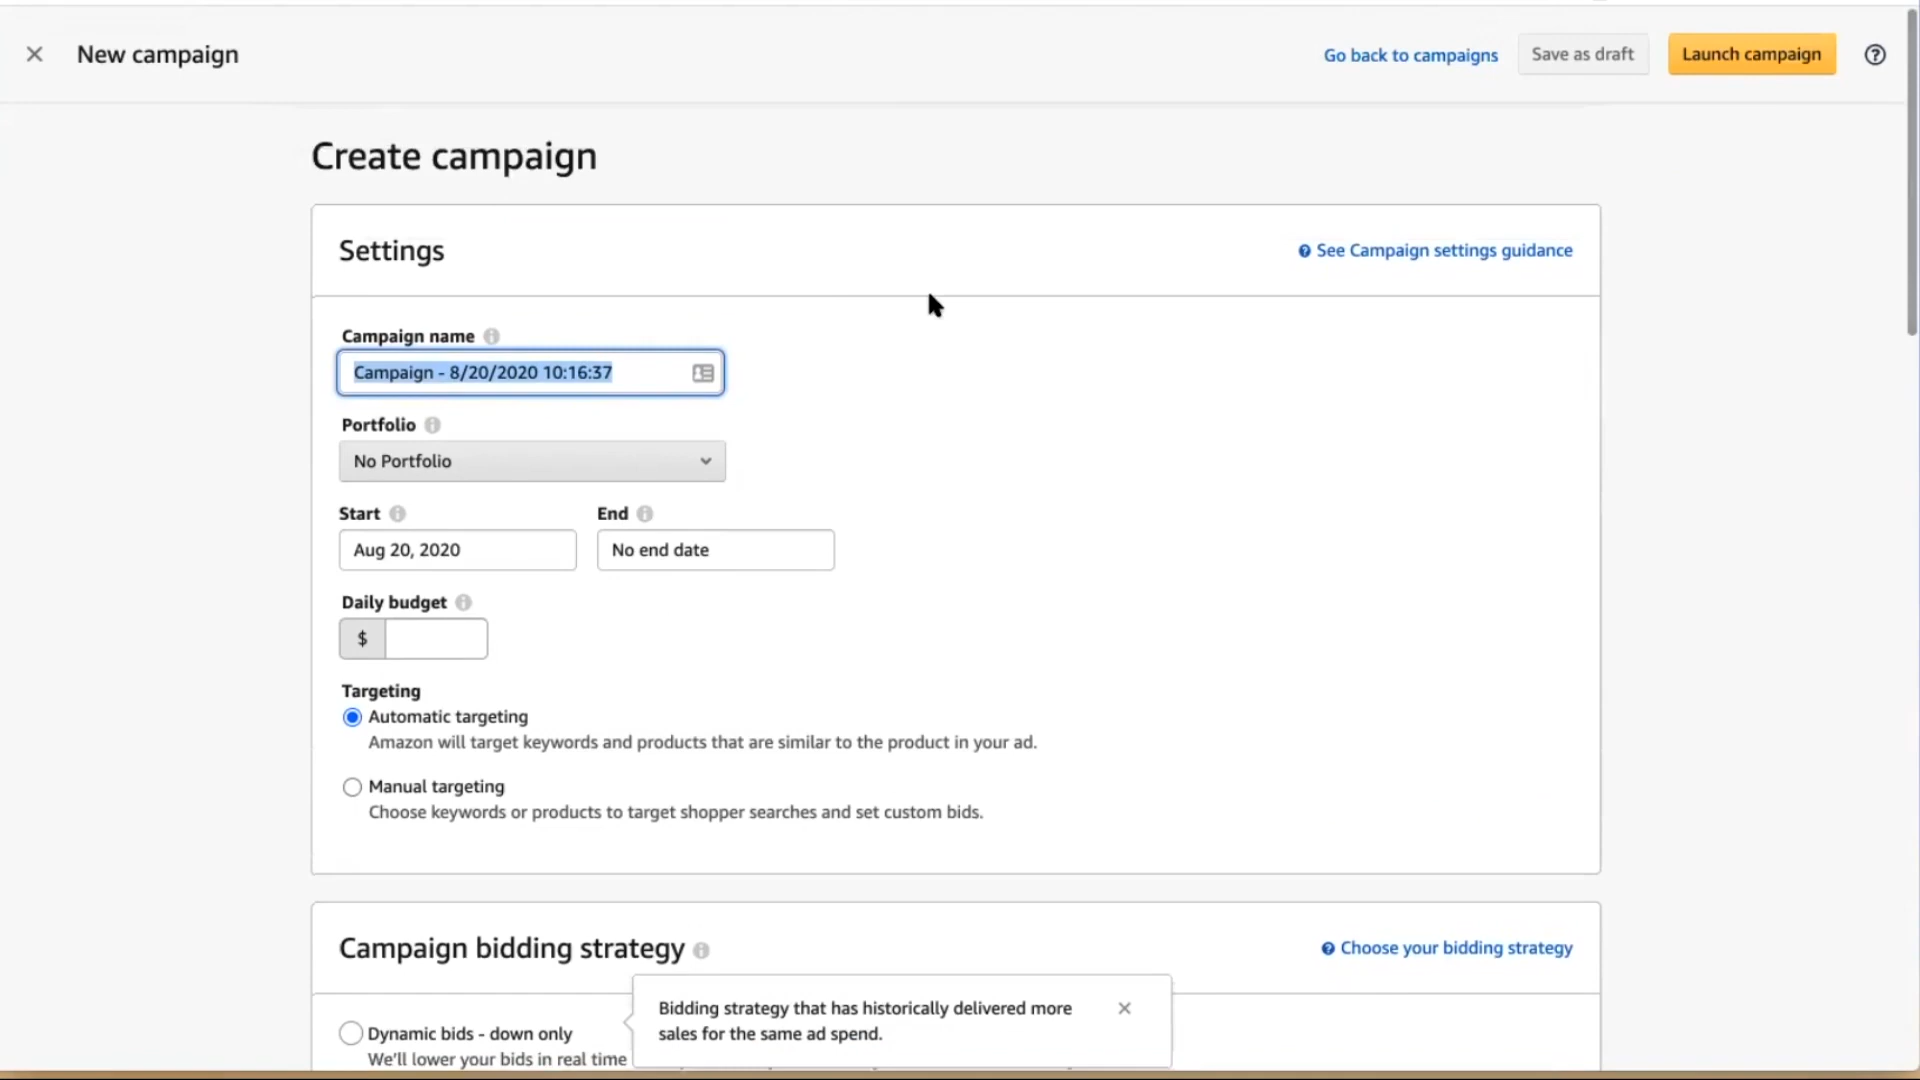 New campaign
Go back to campaigns
Save as draft
Launch campaign
Create campaign
Settings
See Campaign settings guidance
Campaign name
Campaign - 8/20/2020 10:16:37
Portfolio
No Portfolio
Start
End
Aug 20, 2020
No end date
Daily budget
$
Targeting
Automatic targeting
Amazon will target keywords and products that are similar to the product in your ad.
Manual targeting
Choose keywords or products to target shopper searches and set custom bids.
Campaign bidding strategy
Choose your bidding strategy
Bidding strategy that has historically delivered more
sales for the same ad spend.
Dynamic bids - down only
We'll lower your bids in real time